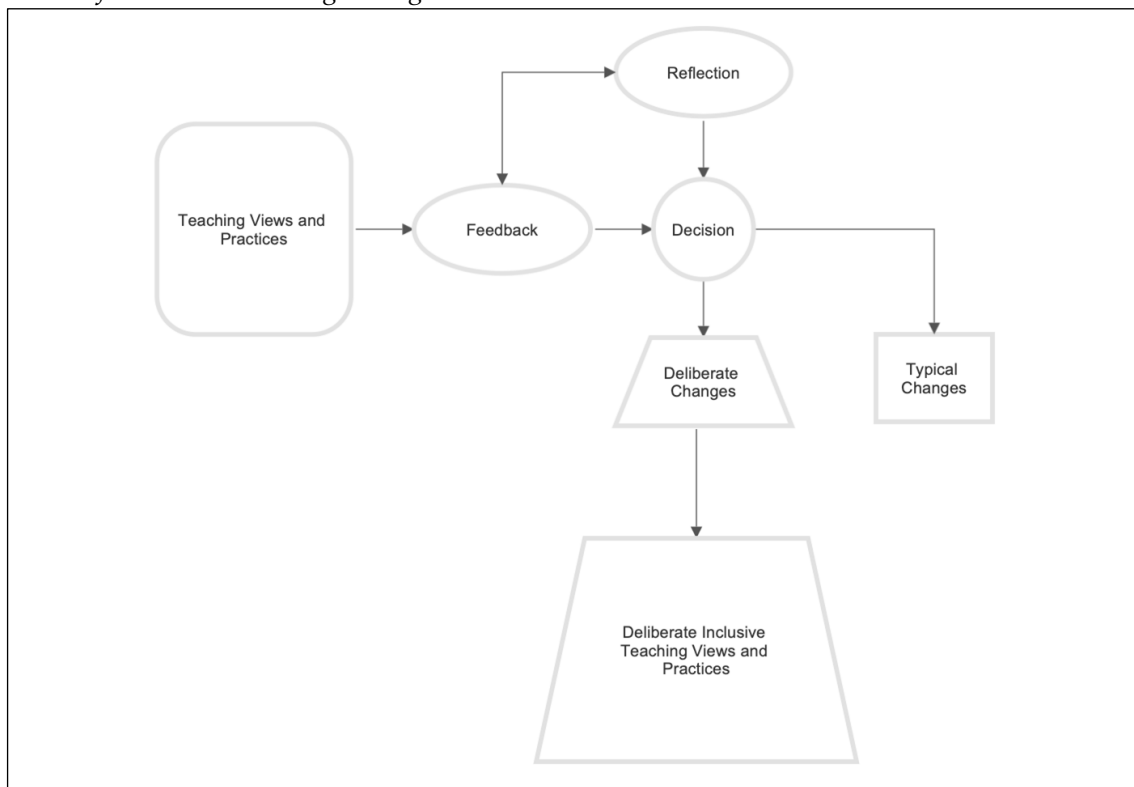 Reflection
Teaching Views and
Practices
Feedback
Decision
Deliberate
Changes
Typical
Changes
Deliberate Inclusive
Teaching Views and
Practices